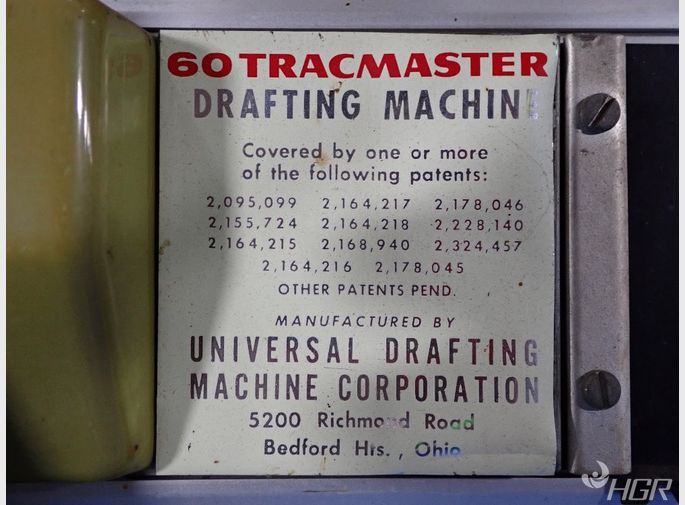 60 TRACMASTER
DRAFTING MACHINE
Covered by one or more
of the following patents:
2,095,099 2,164,217 2,178,046
2,155,724 2,164,218 2,228,140
2,164,215 2,168,940 2,324,457
2,164,216 2,178,045
OTHER PATENTS PEND.
MANUFACTURED BY
UNIVERSAL DRAFTING
MACHINE CORPORATION
5200 Richmond Road
Bedford Hts., Ohio
HGR